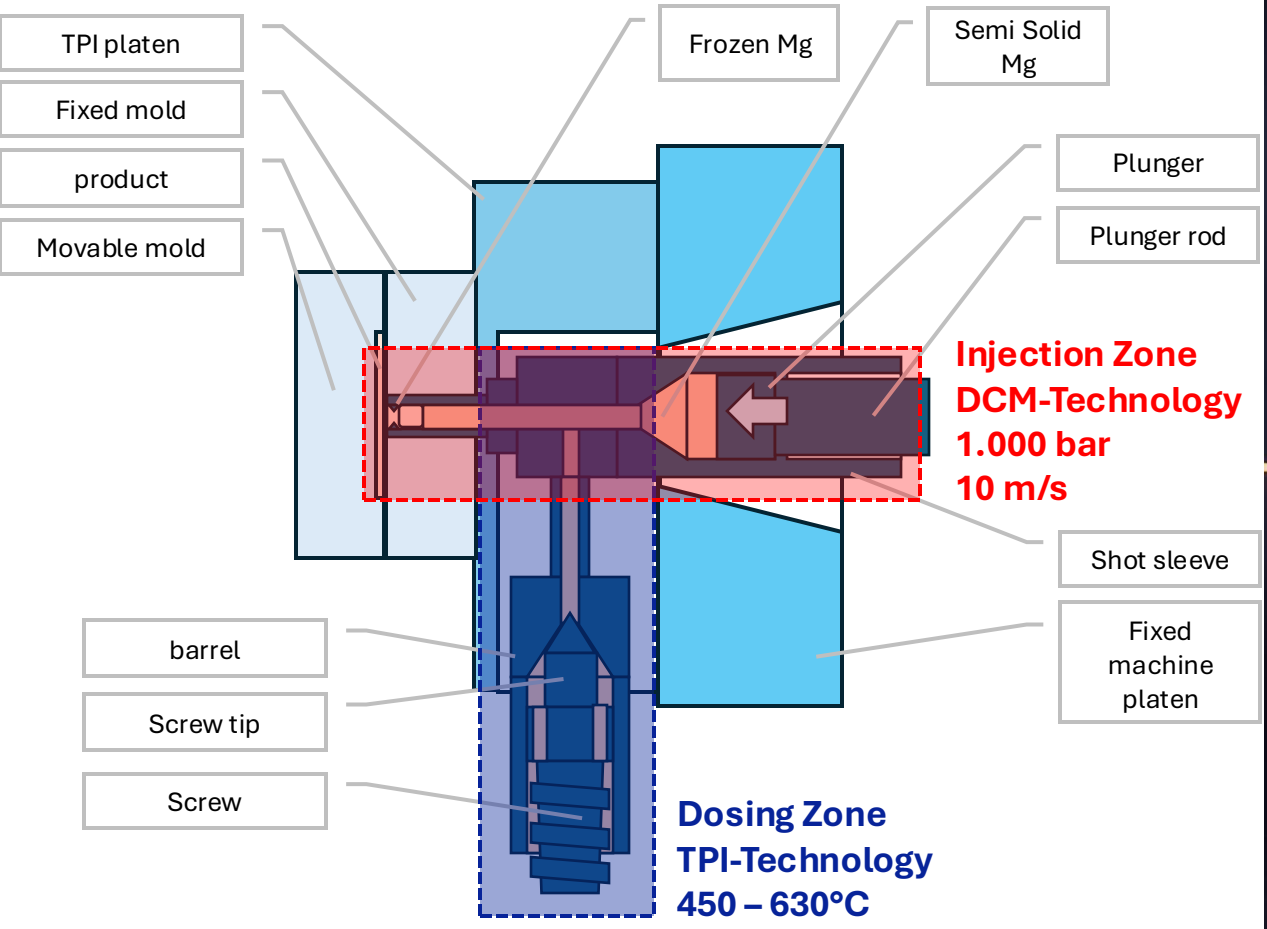 TPI platen
Fixed mold
product
Movable mold
Frozen Mg
Semi Solid
Mg
Plunger
Plunger rod
Injection Zone
DCM-Technology
1.000 bar
10 m/s
Shot sleeve
Fixed
machine
platen
barrel
Screw tip
Screw
Dosing Zone
TPI-Technology
450 – 630°C